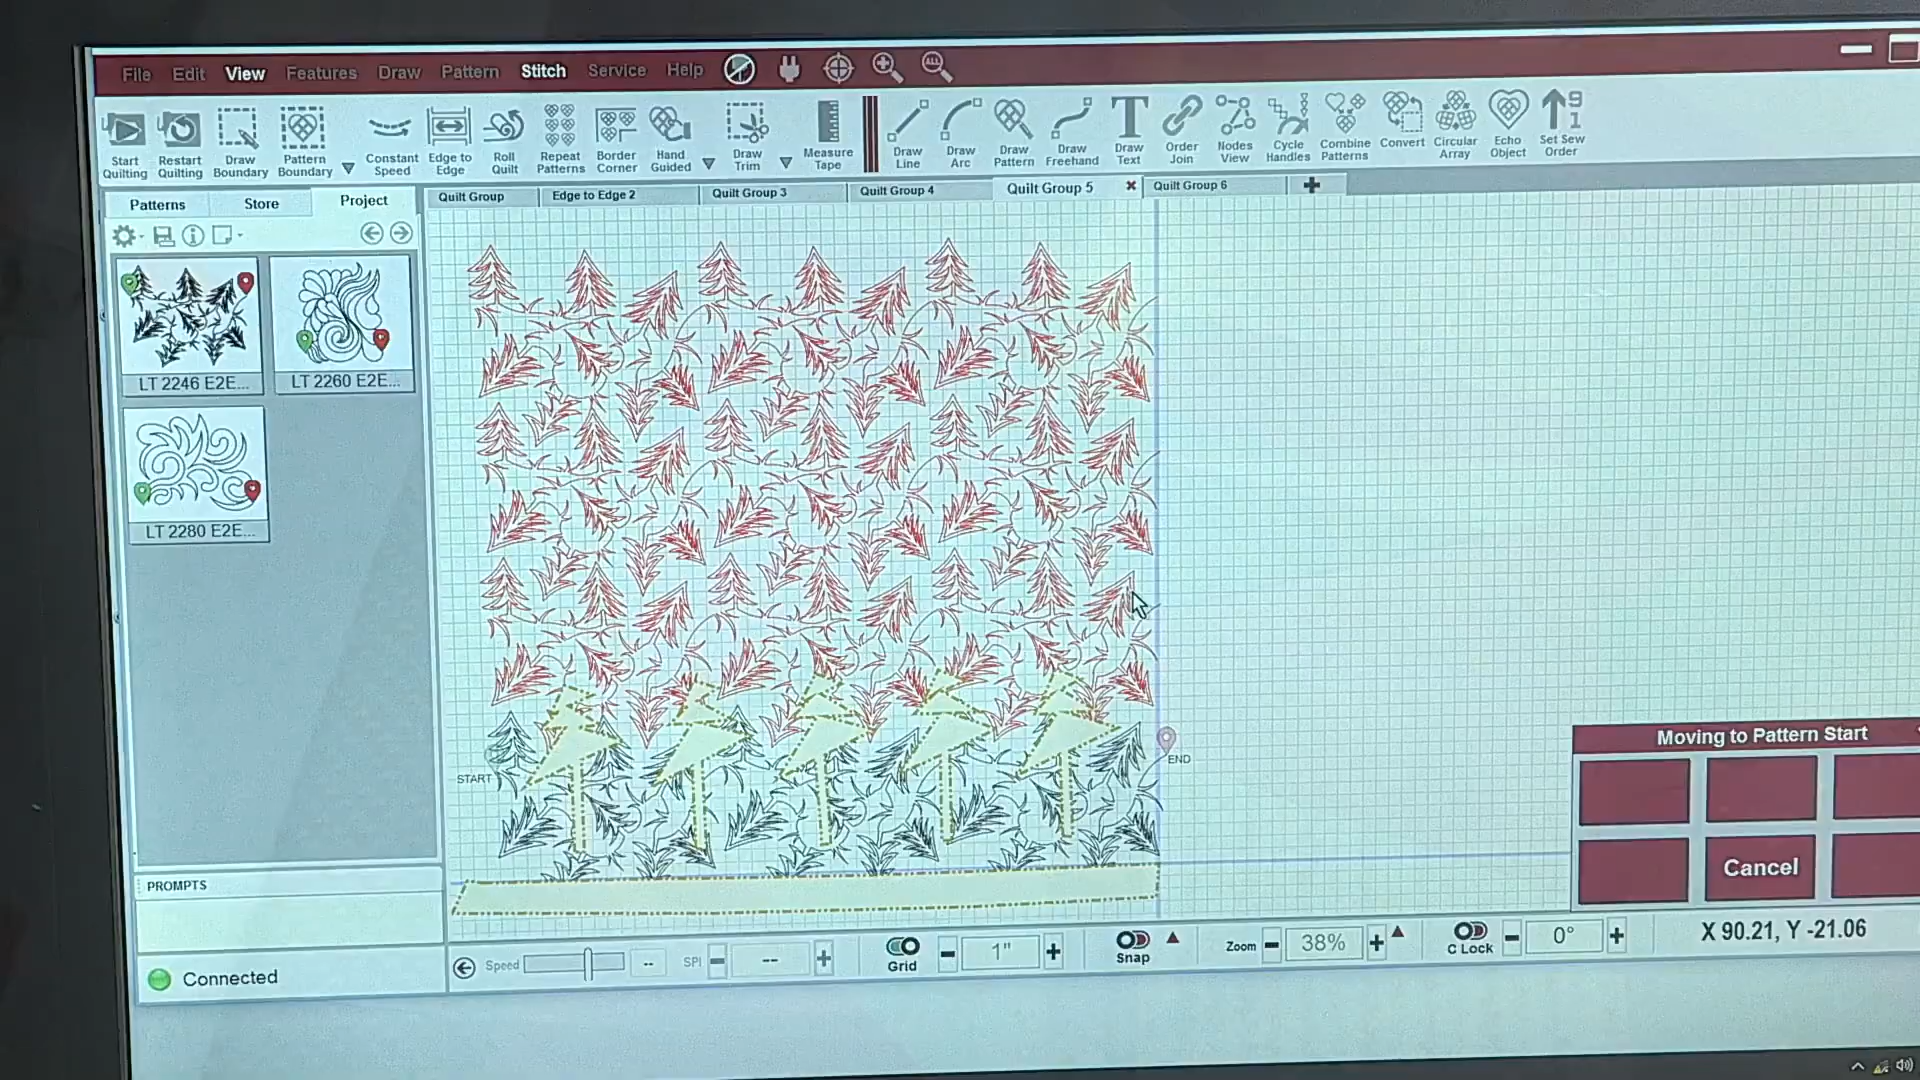 File Edit View Features Draw Pattern Stitch Service Help
ALL
Start Quilting
Restart Quilting
Draw Boundary
Pattern Boundary
Constant Speed
Edge to Edge
Roll Quilt
Repeat Patterns
Border Corner
Hand Guided
Draw Trim
Measure Tape
Draw Line
Draw Arc
Draw Pattern
Draw Freehand
Draw Text
Order Join
Nodes View
Cycle Handles
Combine Patterns
Convert
Circular Array
Echo Object
9
1
Set Sew Order
Patterns Store Project
Quilt Group
Edge to Edge 2
Quilt Group 3
Quilt Group 4
Quilt Group 5
Quilt Group 6
LT 2246 E2E...
LT 2260 E2E...
LT 2280 E2E...
START
END
Moving to Pattern Start
Cancel
PROMPTS
Connected
Speed --
SPI --
Grid 1"
Snap
Zoom 38%
C Lock 0°
X 90.21, Y -21.06